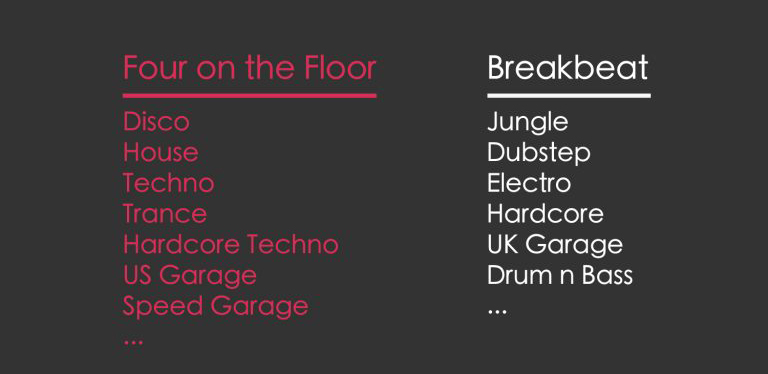 Four on the Floor
Disco
House
Techno
Trance
Hardcore Techno
US Garage
Speed Garage
...
Breakbeat
Jungle
Dubstep
Electro
Hardcore
UK Garage
Drum n Bass
...